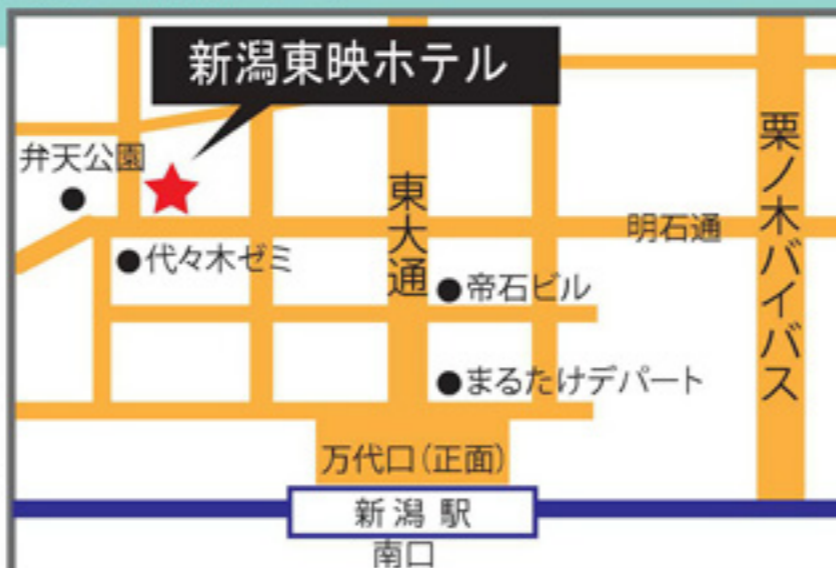 新潟東映ホテル
弁天公園
代々木ゼミ
東大通
明石通
栗ノ木バイバス
帝石ビル
まるたけデパート
万代口(正面)
新潟駅
南口